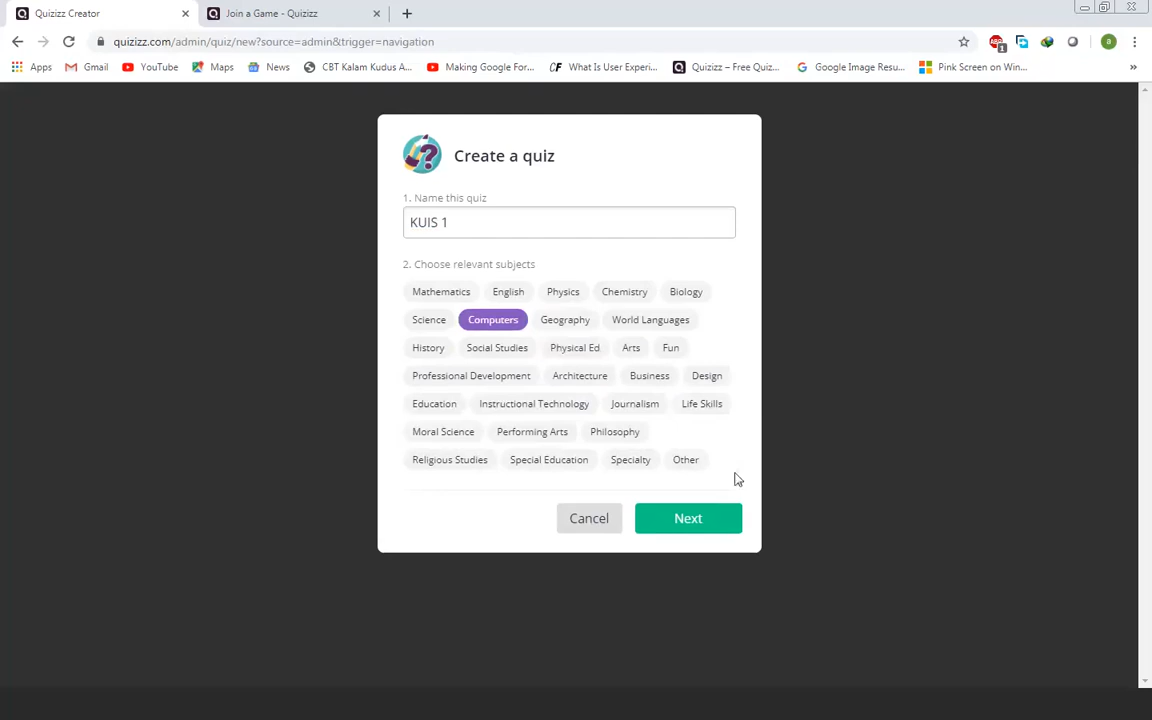 Quizizz Creator
Join a Game - Quizizz
quizizz.com/admin/quiz/new?source=admin&trigger=navigation
1
a
Apps
Gmail
YouTube
Maps
News
CBT Kalam Kudus A...
Making Google For...
CF What Is User Experi...
Quizizz – Free Quiz...
Google Image Resu...
Pink Screen on Win...
»
Create a quiz
1. Name this quiz
KUIS 1
2. Choose relevant subjects
Mathematics English Physics Chemistry Biology
Science Computers Geography World Languages
History Social Studies Physical Ed. Arts Fun
Professional Development Architecture Business Design
Education Instructional Technology Journalism Life Skills
Moral Science Performing Arts Philosophy
Religious Studies Special Education Specialty Other
Cancel Next